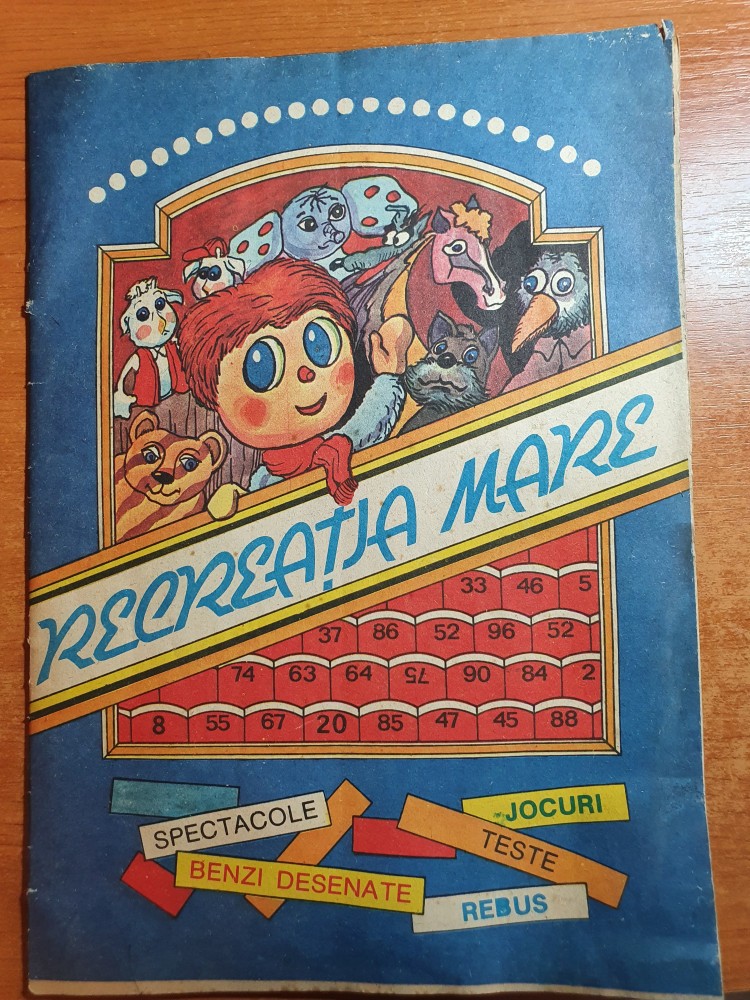 RECREAȚIA MARE
33 46 5
37 86 52 96 52
74 63 64 75 90 84 2
8 55 67 20 85 47 45 88
SPECTACOLE
JOCURI
TESTE
BENZI DESENATE
REBUS